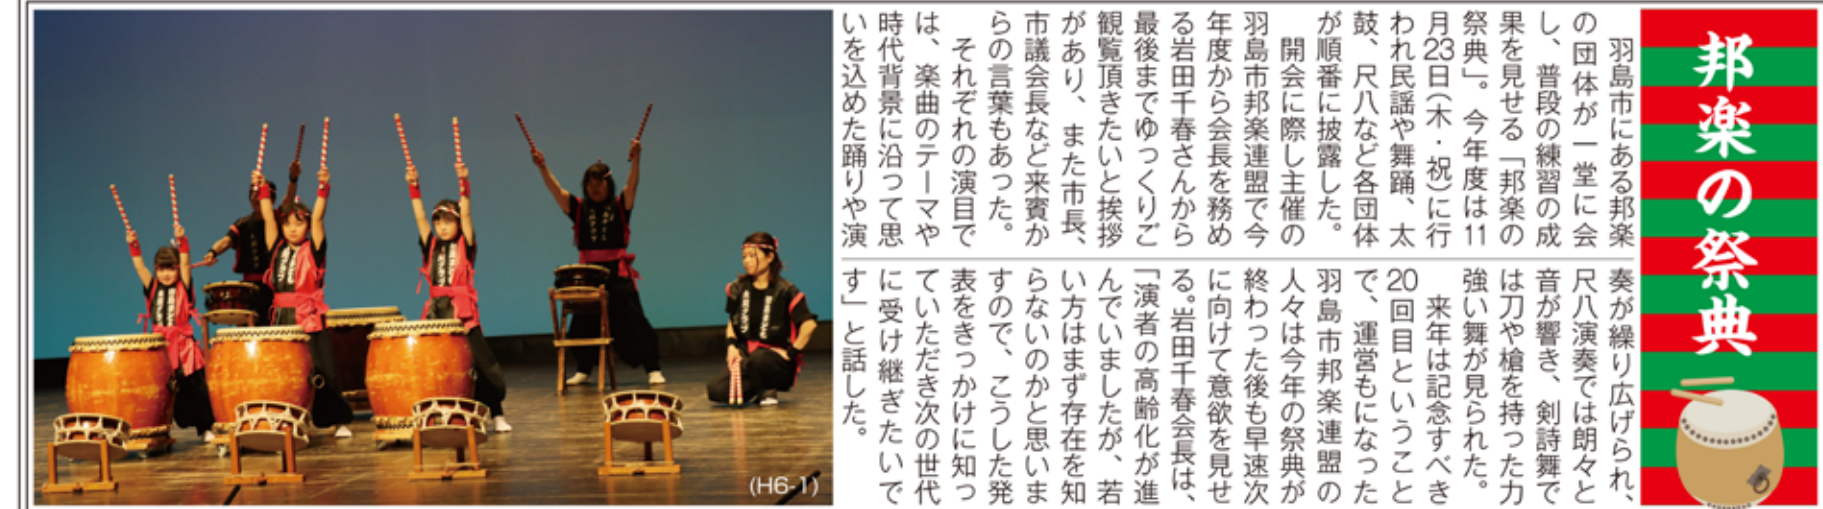 邦楽の祭典
羽島市にある邦楽
の団体が一堂に会
し、普段の練習の成
果を見せる「邦楽の
祭典」。今年度は11
月23日(木・祝)に行
われ民謡や舞踊、太
鼓、尺八など各団体
が順番に披露した。
開会に際し主催の
羽島市邦楽連盟で今
年度から会長を務め
る岩田千春さんから
最後までゆっくりご
観覧頂きたいと挨拶
があり、また市長、
市議会長など来賓か
らの言葉もあった。
それぞれの演目で
は、楽曲のテーマや
時代背景に沿って思
いを込めた踊りや演
奏が繰り広げられ、
尺八演奏では朗々と
音が響き、剣詩舞で
は刀や槍を持った力
強い舞が見られた。
来年は記念すべき
20回目ということ
で、運営もになった
羽島市邦楽連盟の
人々は今年の祭典が
終わった後も早速次
に向けて意欲を見せ
る。岩田千春会長は、
「演者の高齢化が進
んでいましたが、若
い方はまず存在を知
らないのかと思いま
すので、こうした発
表をきっかけに知っ
ていただき次の世代
に受け継ぎたいで
す」と話した。
(H6-1)